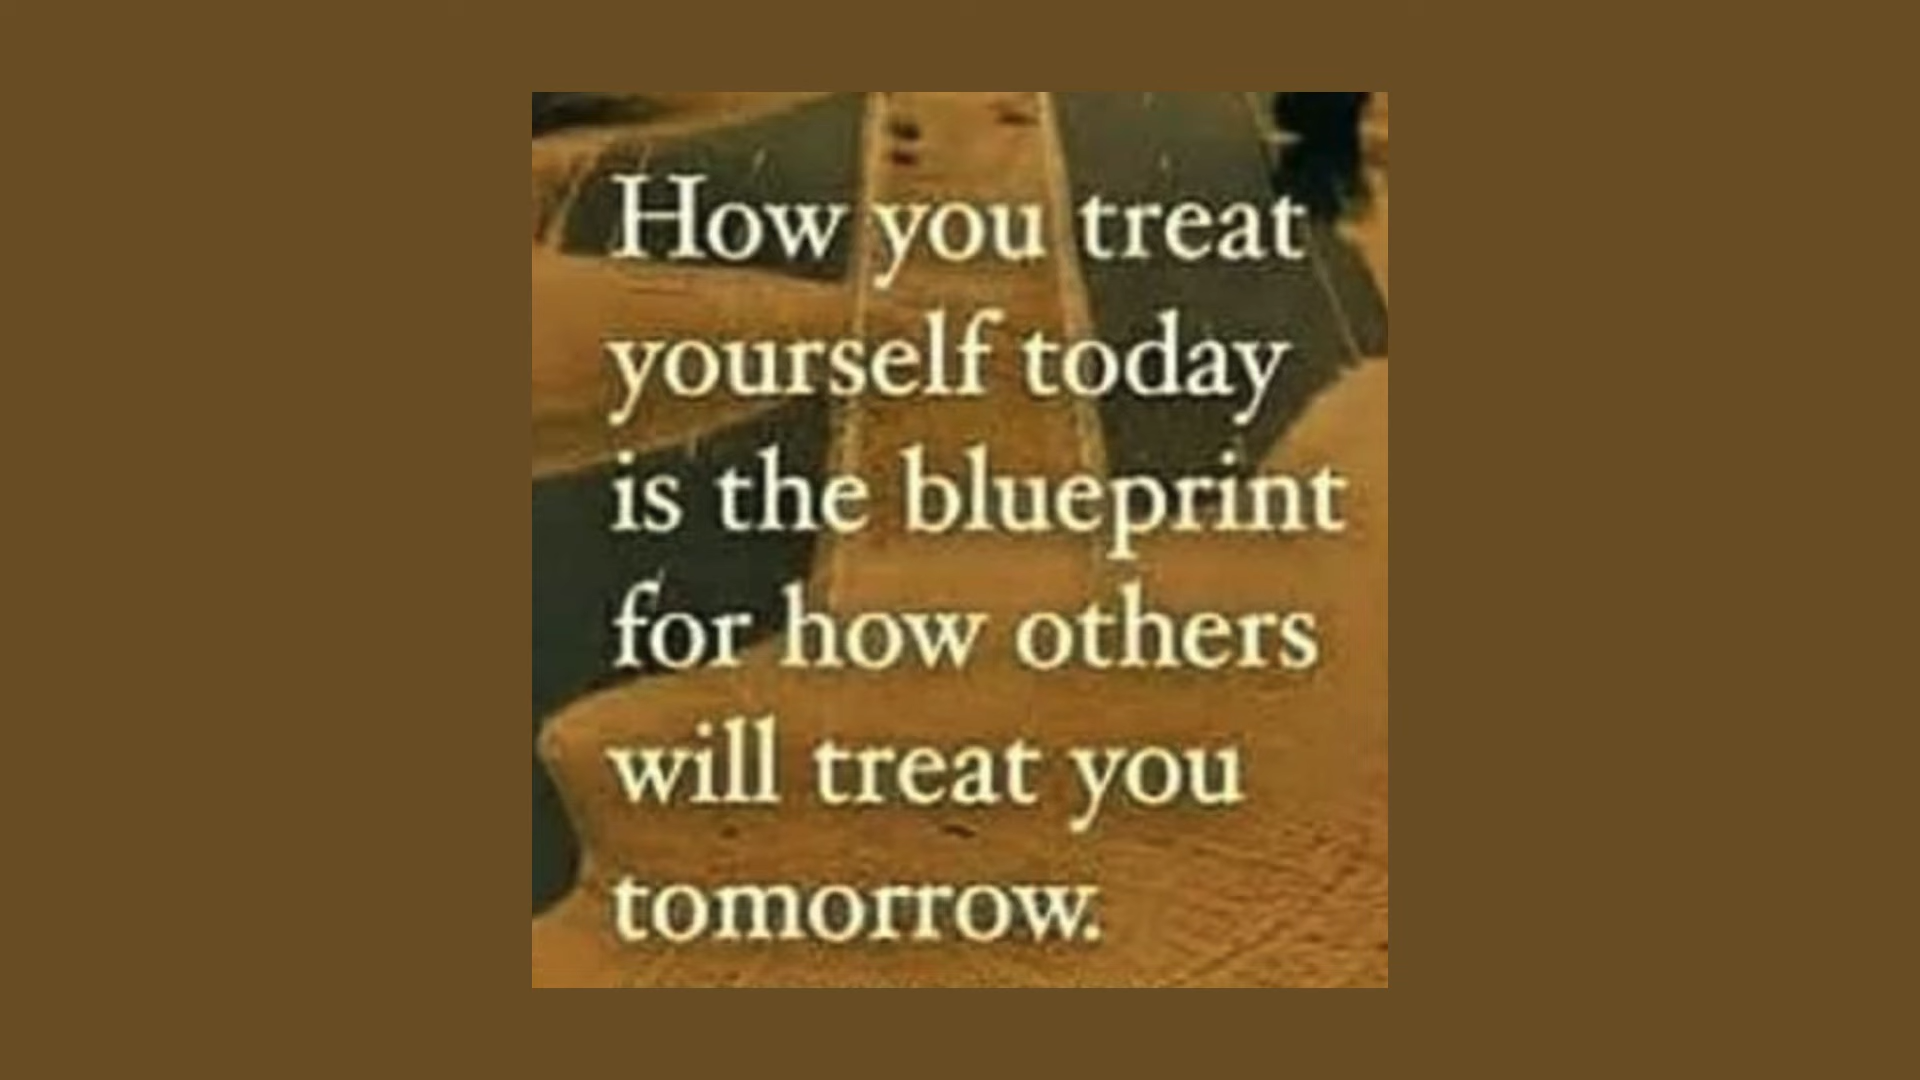 How you treat
yourself today
is the blueprint
for how others
will treat you
tomorrow.